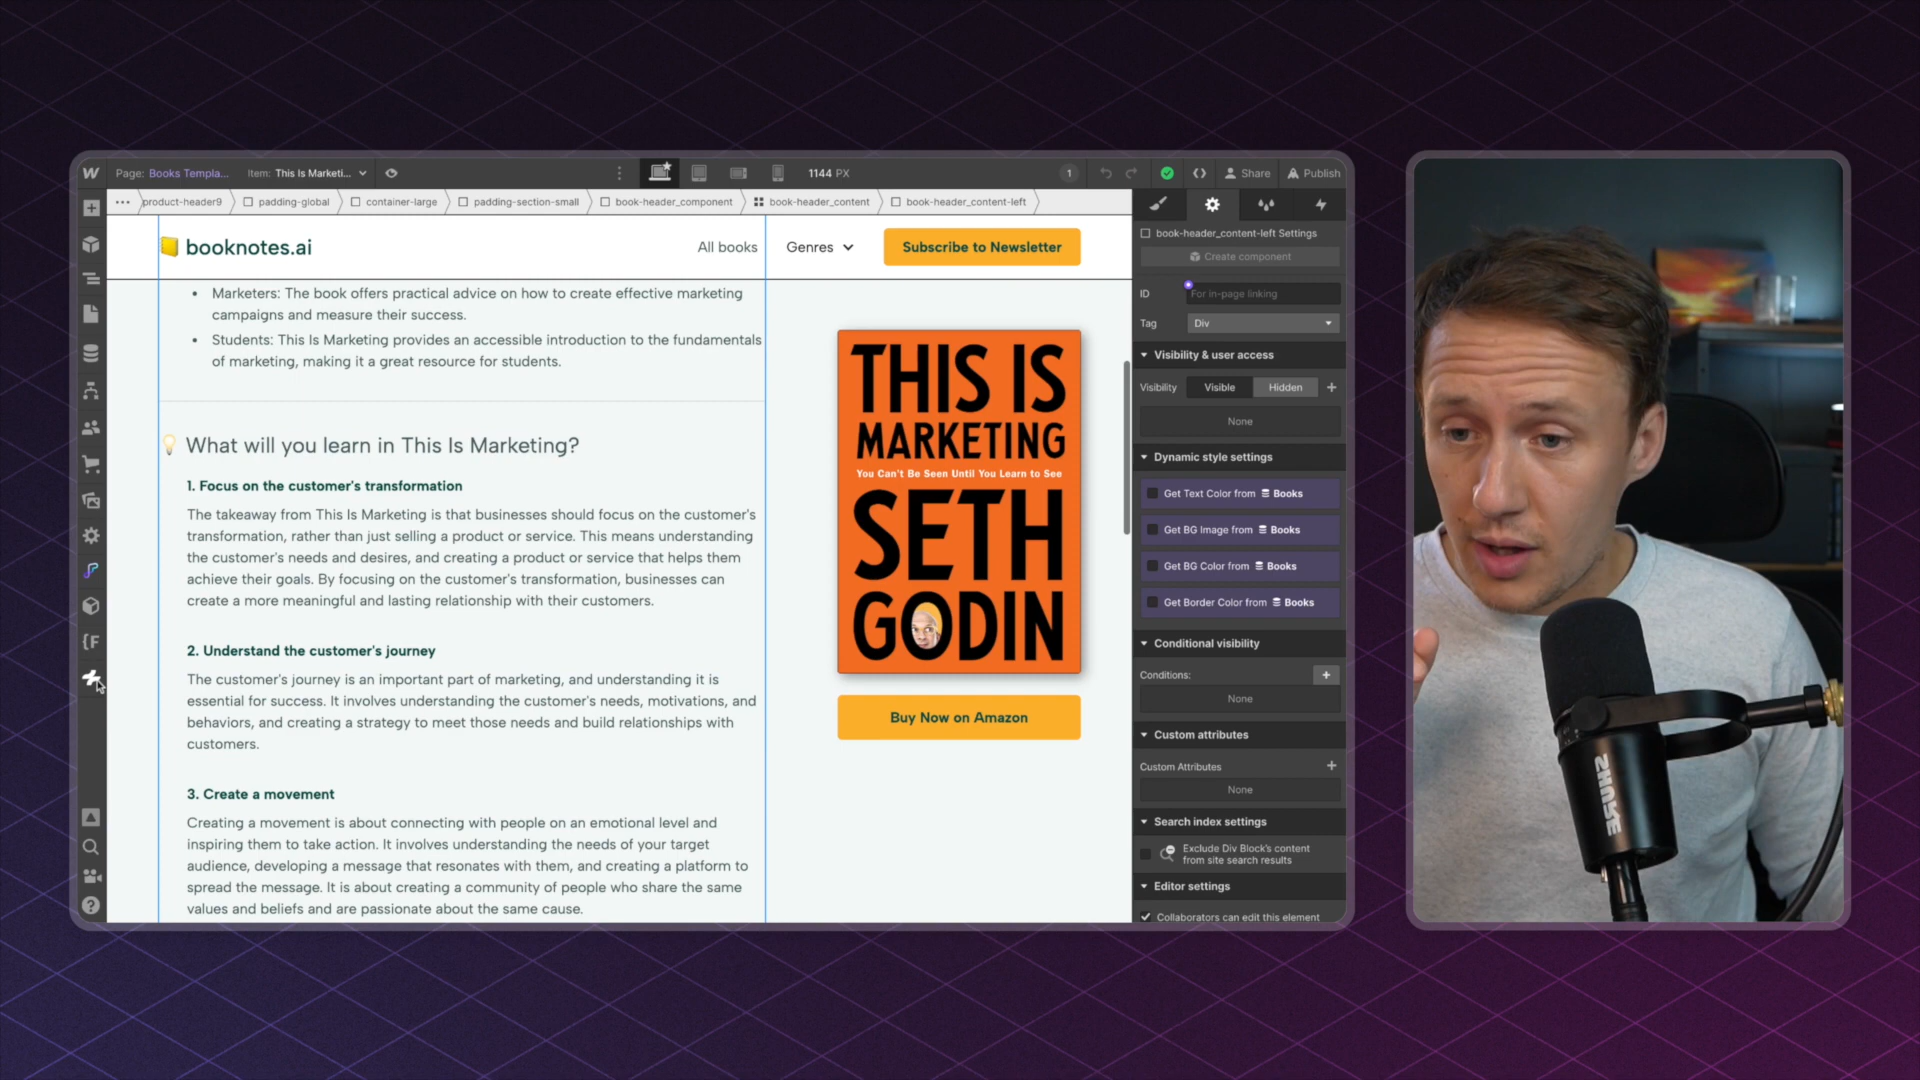 W
Page: Books Templa...
Item: This Is Marketi...
1144 PX
1
Share
Publish
...
product-header9
padding-global
container-large
padding-section-small
book-header_component
book-header_content
book-header_content-left
booknotes.ai
All books
Genres
Subscribe to Newsletter
• Marketers: The book offers practical advice on how to create effective marketing
campaigns and measure their success.
• Students: This Is Marketing provides an accessible introduction to the fundamentals
of marketing, making it a great resource for students.
What will you learn in This Is Marketing?
1. Focus on the customer's transformation
The takeaway from This Is Marketing is that businesses should focus on the customer's
transformation, rather than just selling a product or service. This means understanding
the customer's needs and desires, and creating a product or service that helps them
achieve their goals. By focusing on the customer's transformation, businesses can
create a more meaningful and lasting relationship with their customers.
2. Understand the customer's journey
The customer's journey is an important part of marketing, and understanding it is
essential for success. It involves understanding the customer's needs, motivations, and
behaviors, and creating a strategy to meet those needs and build relationships with
customers.
3. Create a movement
Creating a movement is about connecting with people on an emotional level and
inspiring them to take action. It involves understanding the needs of your target
audience, developing a message that resonates with them, and creating a platform to
spread the message. It is about creating a community of people who share the same
values and beliefs and are passionate about the same cause.
THIS IS
MARKETING
You Can't Be Seen Until You Learn to See
SETH
GODIN
Buy Now on Amazon
book-header_content-left Settings
Create component
ID
For in-page linking
Tag
Div
Visibility & user access
Visibility
Visible
Hidden
None
Dynamic style settings
Get Text Color from Books
Get BG Image from Books
Get BG Color from Books
Get Border Color from Books
Conditional visibility
Conditions:
None
Custom attributes
Custom Attributes
None
Search index settings
Exclude Div Block's content
from site search results
Editor settings
Collaborators can edit this element
{F
SHURE